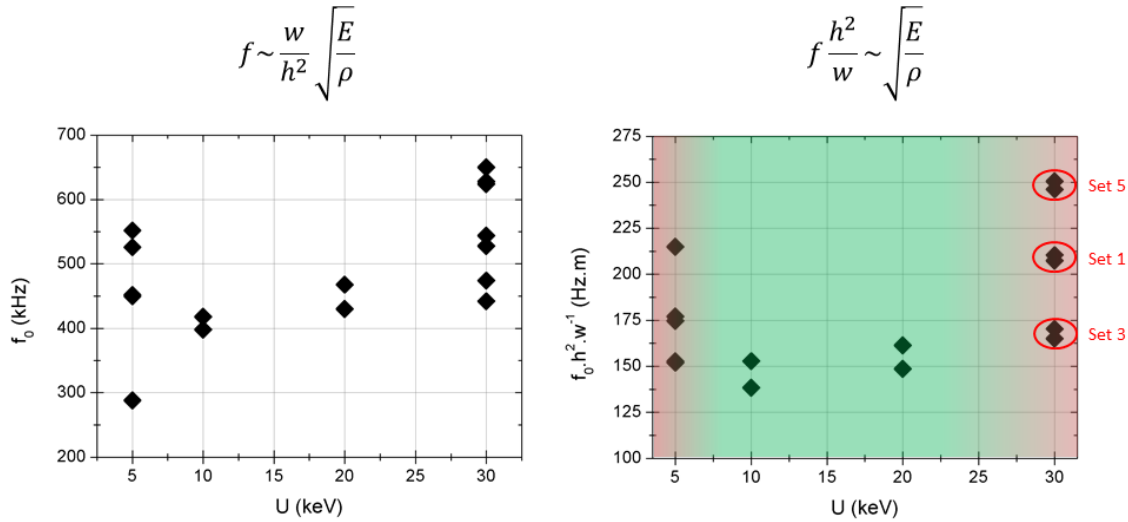 f ~ w/h² √(E/ρ)
f h²/w ~ √(E/ρ)
700
600
500
400
300
200
f₀ (kHz)
5 10 15 20 25 30
U (keV)
275
250
225
200
175
150
125
100
f₀.h².w⁻¹ (Hz.m)
5 10 15 20 25 30
U (keV)
Set 5
Set 1
Set 3